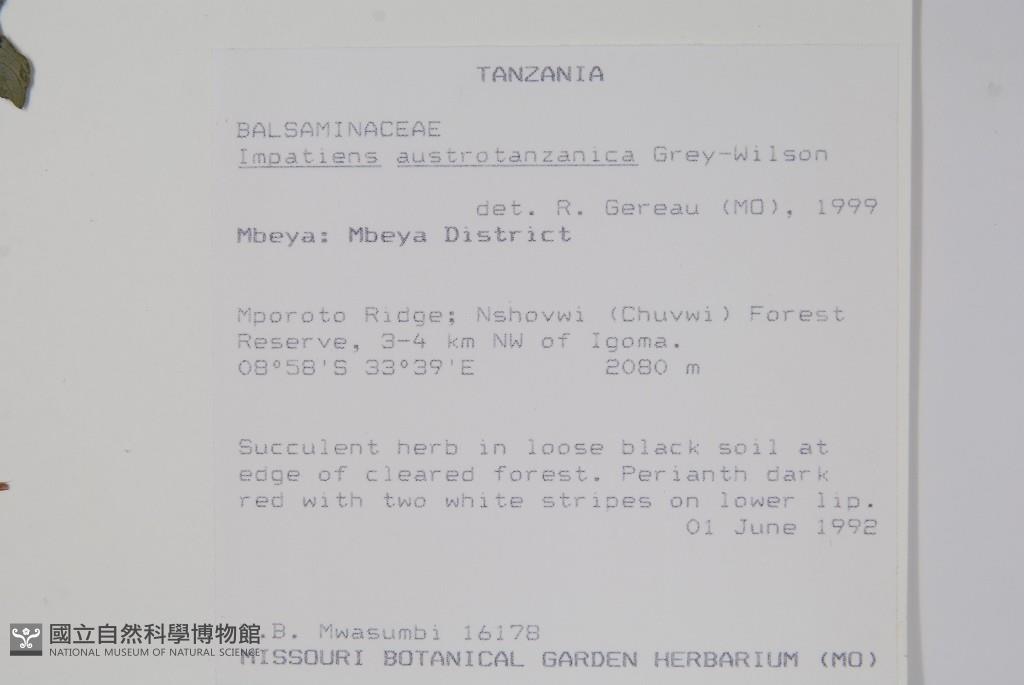 TANZANIA
BALSAMINACEAE
Impatiens austrotanzanica Grey-Wilson
det. R. Gereau (MO), 1999
Mbeya: Mbeya District
Mporoto Ridge; Nshovwi (Chuvwi) Forest
Reserve, 3-4 km NW of Igoma.
08°58'S 33°39'E 2080 m
Succulent herb in loose black soil at
edge of cleared forest. Perianth dark
red with two white stripes on lower lip.
01 June 1992
.B. Mwasumbi 16178
MISSOURI BOTANICAL GARDEN HERBARIUM (MO)
國立自然科學博物館
NATIONAL MUSEUM OF NATURAL SCIENCE